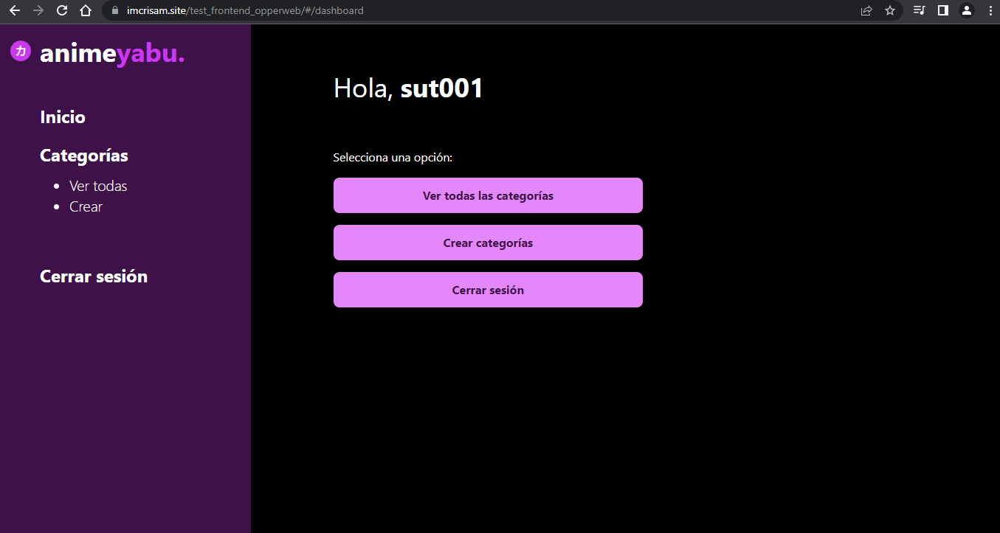 imcrisam.site/test_frontend_opperweb/#/dashboard
カ animeyabu.
Inicio
Categorías
• Ver todas
• Crear
Cerrar sesión
Hola, sut001
Selecciona una opción:
Ver todas las categorías
Crear categorías
Cerrar sesión